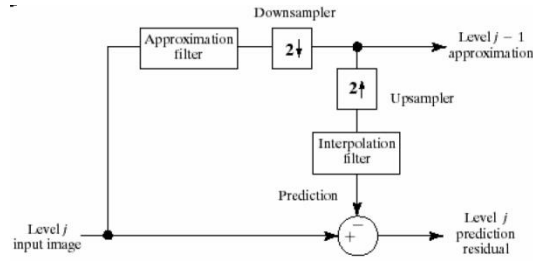 Downsampler
Approximation
filter
2↓
Level j − 1
approximation
2↑
Upsampler
Interpolation
filter
Prediction
Level j
input image
+
−
Level j
prediction
residual